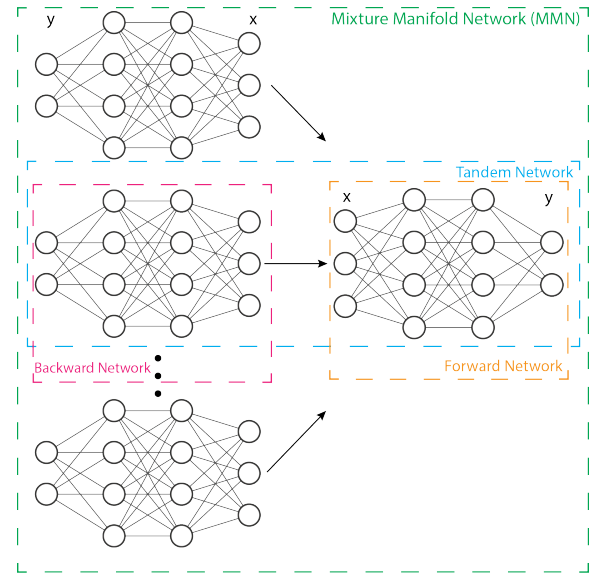 y
x
Mixture Manifold Network (MMN)
Tandem Network
x
y
Backward Network
Forward Network